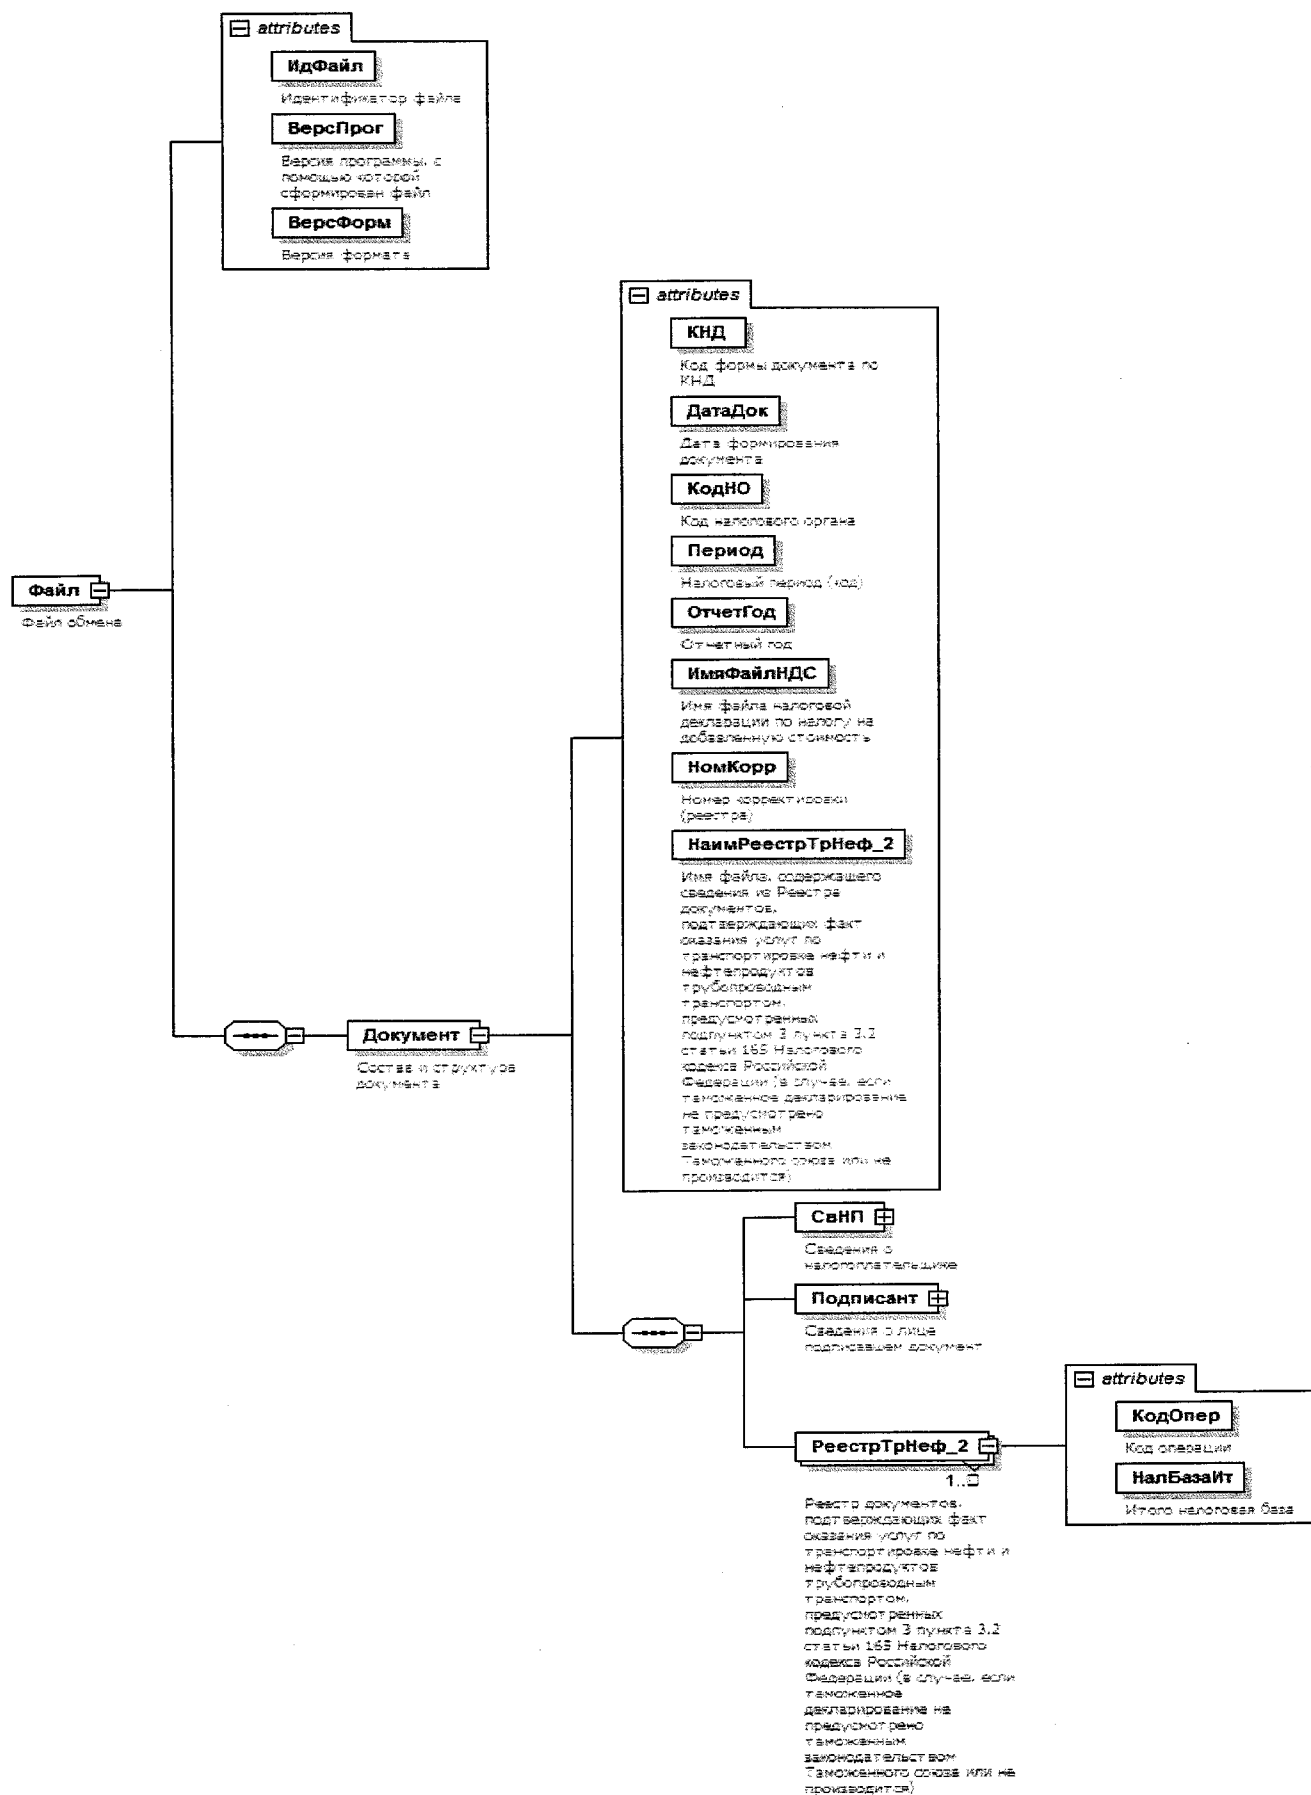 attributes
ИдФайл
Идентификатор файла
ВерсПрог
Версия программы, с
помощью которой
сформирован файл
ВерсФорм
Версия формата
attributes
КНД
Код формы документа по
КНД
ДатаДок
Дата формирования
документа
КодНО
Код налогового органа
Период
Налоговый период (код)
ОтчетГод
Отчетный год
ИмяФайлНДС
Имя файла налоговой
декларации по налогу на
добавленную стоимость
НомКорр
Номер корректировки
(реестра)
НаимРеестрТрНеф_2
Имя файла, содержащего
сведения из Реестра
документов,
подтверждающих факт
оказания услуг по
транспортировке нефти и
нефтепродуктов
трубопроводным
транспортом,
предусмотренных
подпунктом 3 пункта 3.2
статьи 165 Налогового
кодекса Российской
Федерации (в случае, если
таможенное декларирование
не предусмотрено
таможенным
законодательством
Таможенного союза или не
производится)
Файл
Файл обмена
Документ
Состав и структура
документа
СвНП
Сведения о
налогоплательщике
Подписант
Сведения о лице
подписавшем документ
attributes
КодОпер
Код операции
НалБазаИт
Итого налоговая база
РеестрТрНеф_2
1..
Реестр документов,
подтверждающих факт
оказания услуг по
транспортировке нефти и
нефтепродуктов
трубопроводным
транспортом,
предусмотренных
подпунктом 3 пункта 3.2
статьи 165 Налогового
кодекса Российской
Федерации (в случае, если
таможенное
декларирование не
предусмотрено
таможенным
законодательством
Таможенного союза или не
производится)